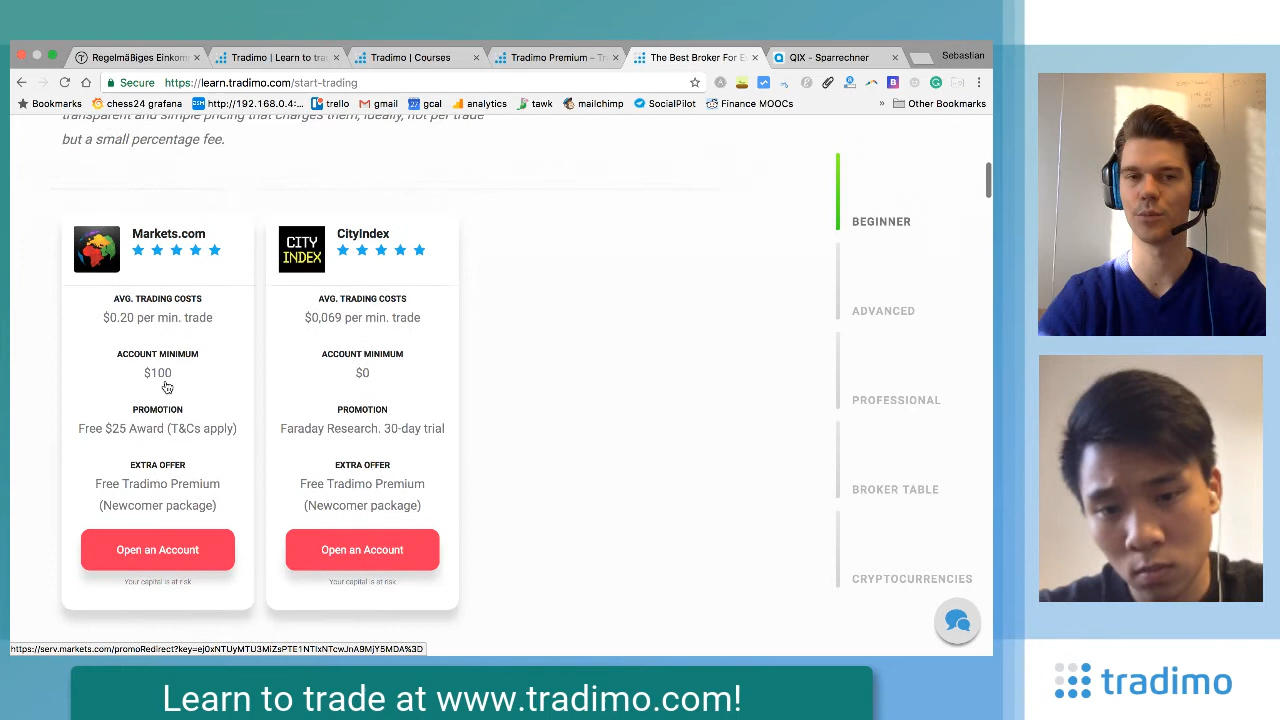 RegelmäßIges Einkom
Tradimo | Learn to tra
Tradimo | Courses
Tradimo Premium – Tr
The Best Broker For E
QIX - Sparrechner
Sebastian
Secure
https://learn.tradimo.com/start-trading
Bookmarks
chess24 grafana
http://192.168.0.4:...
trello
gmail
gcal
analytics
tawk
mailchimp
SocialPilot
Finance MOOCs
»
Other Bookmarks
transparent and simple pricing that charges them, ideally, not per trade
but a small percentage fee.
Markets.com
AVG. TRADING COSTS
$0.20 per min. trade
ACCOUNT MINIMUM
$100
PROMOTION
Free $25 Award (T&Cs apply)
EXTRA OFFER
Free Tradimo Premium
(Newcomer package)
Open an Account
Your capital is at risk
CITY
INDEX
CityIndex
AVG. TRADING COSTS
$0,069 per min. trade
ACCOUNT MINIMUM
$0
PROMOTION
Faraday Research. 30-day trial
EXTRA OFFER
Free Tradimo Premium
(Newcomer package)
Open an Account
Your capital is at risk
BEGINNER
ADVANCED
PROFESSIONAL
BROKER TABLE
CRYPTOCURRENCIES
Learn to trade at www.tradimo.com!
tradimo